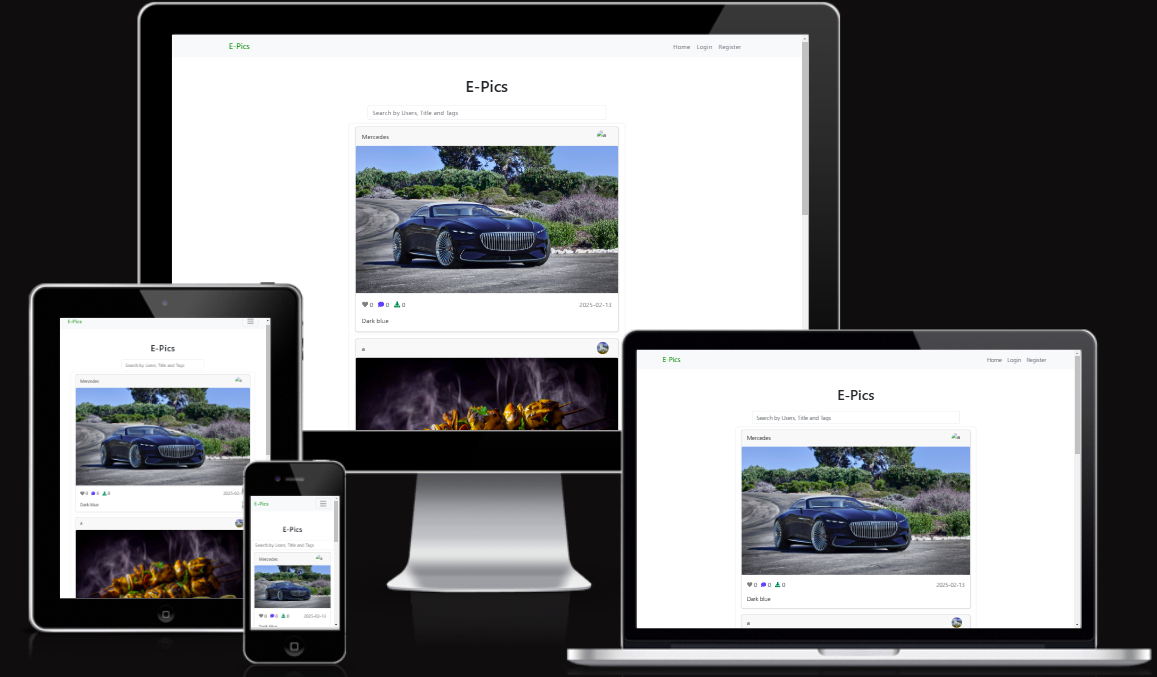 E-Pics
Home Login Register
E-Pics
Search by Users, Title and Tags
Mercedes
a
0 0 0
2025-02-13
Dark blue
a
E-Pics
E-Pics
Search by Users, Title and Tags
Mercedes
0 0 0
2025-02-
Dark blue
a
E-Pics
E-Pics
Search by Users, Title and Tags
Mercedes
a
0 0 0
2025-02-13
Dark blue
E-Pics
Home Login Register
E-Pics
Search by Users, Title and Tags
Mercedes
a
0 0 0
2025-02-13
Dark blue
a